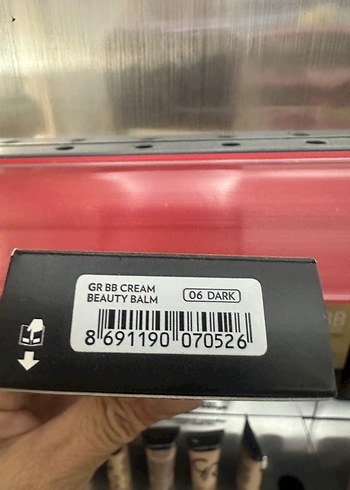 GR BB CREAM
BEAUTY BALM
06 DARK
8 691190 070526